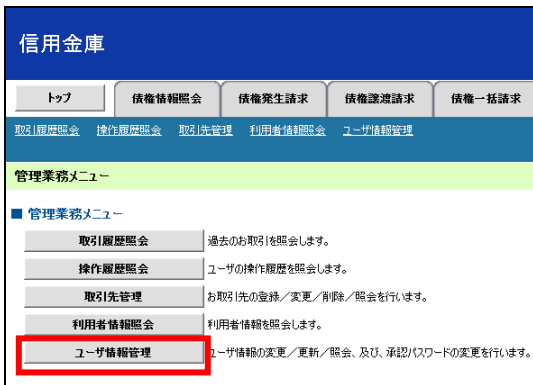 信用金庫
トップ 債権情報照会 債権発生請求 債権譲渡請求 債権一括請求
取引履歴照会 操作履歴照会 取引先管理 利用者情報照会 ユーザ情報管理
管理業務メニュー
■ 管理業務メニュー
取引履歴照会 過去のお取引を照会します。
操作履歴照会 ユーザの操作履歴を照会します。
取引先管理 お取引先の登録／変更／削除／照会を行います。
利用者情報照会 利用者情報を照会します。
ユーザ情報管理 ユーザ情報の変更／更新／照会、及び、承認パスワードの変更を行います。